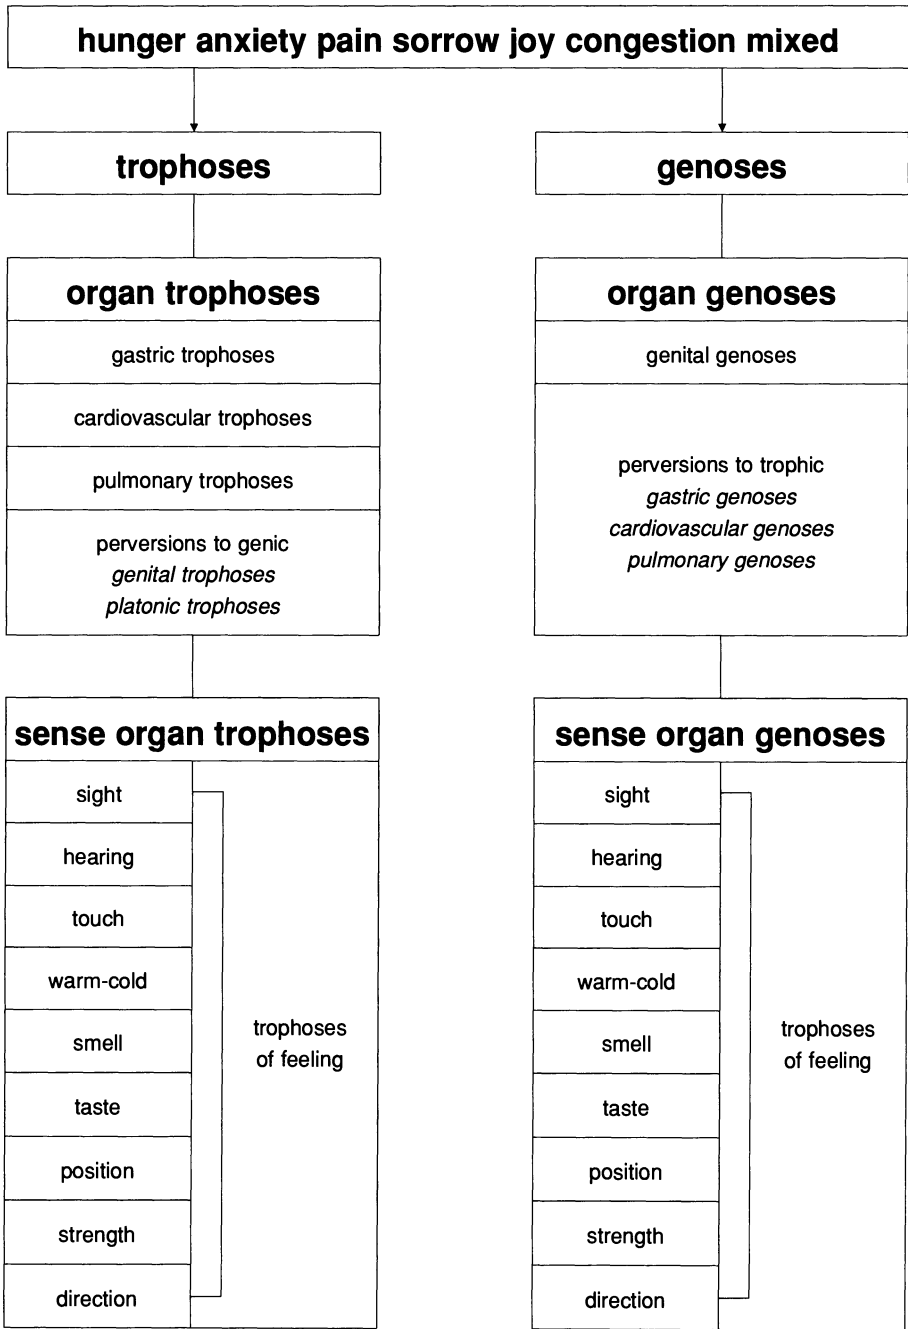 hunger anxiety pain sorrow joy congestion mixed
trophoses
organ trophoses
gastric trophoses
cardiovascular trophoses
pulmonary trophoses
perversions to genic
genital trophoses
platonic trophoses
sense organ trophoses
sight
hearing
touch
warm-cold
smell
taste
position
strength
direction
trophoses
of feeling
genoses
organ genoses
genital genoses
perversions to trophic
gastric genoses
cardiovascular genoses
pulmonary genoses
sense organ genoses
sight
hearing
touch
warm-cold
smell
taste
position
strength
direction
trophoses
of feeling